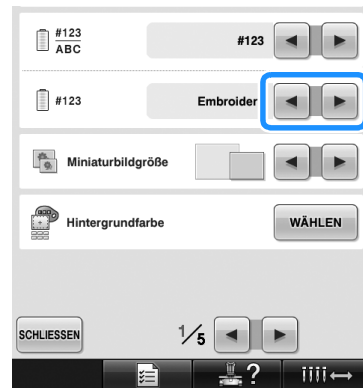 #123
ABC
#123
#123
Embroider
Miniaturbildgröße
Hintergrundfarbe
WÄHLEN
SCHLIESSEN
1/5
?